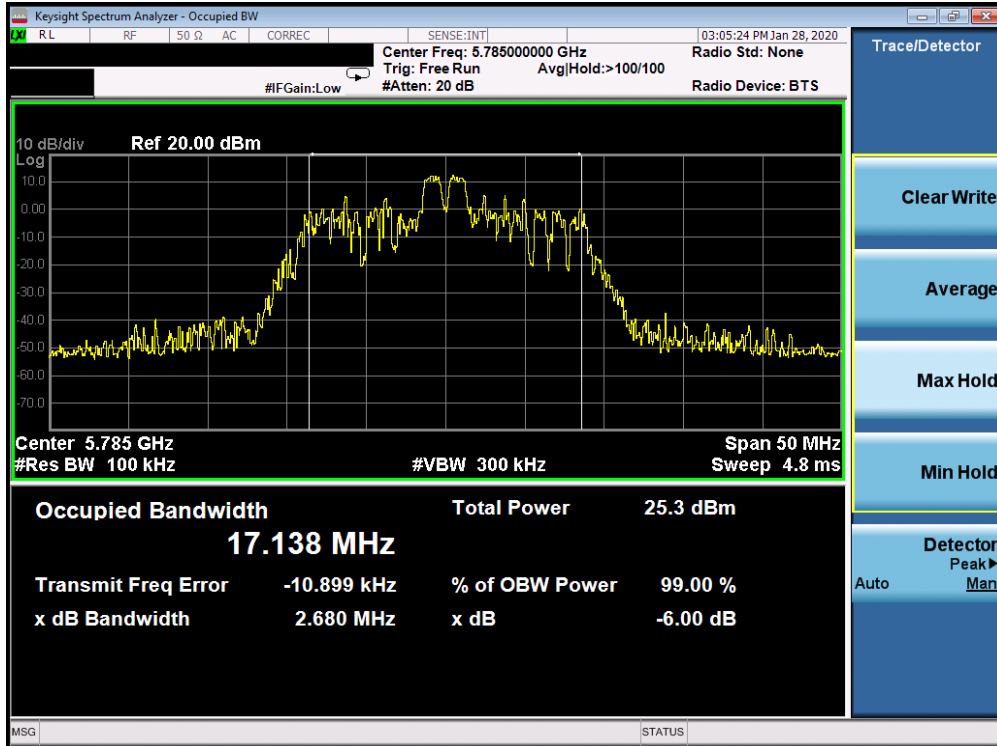 Keysight Spectrum Analyzer - Occupied BW
LXI RL RF 50 Ω AC CORREC SENSE:INT 03:05:24 PM Jan 28, 2020
Center Freq: 5.785000000 GHz Radio Std: None
Trig: Free Run Avg|Hold:>100/100
#IFGain:Low #Atten: 20 dB Radio Device: BTS
Trace/Detector
10 dB/div Ref 20.00 dBm
Log
10.0
0.00
-10.0
-20.0
-30.0
-40.0
-50.0
-60.0
-70.0
Center 5.785 GHz Span 50 MHz
#Res BW 100 kHz #VBW 300 kHz Sweep 4.8 ms
Occupied Bandwidth Total Power 25.3 dBm
17.138 MHz
Transmit Freq Error -10.899 kHz % of OBW Power 99.00 %
x dB Bandwidth 2.680 MHz x dB -6.00 dB
Clear Write
Average
Max Hold
Min Hold
Detector
Peak▶
Auto Man
MSG STATUS